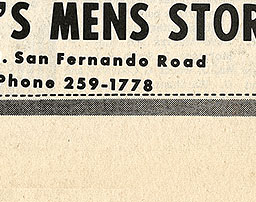 'S MENS STOR
. San Fernando Road
Phone 259-1778